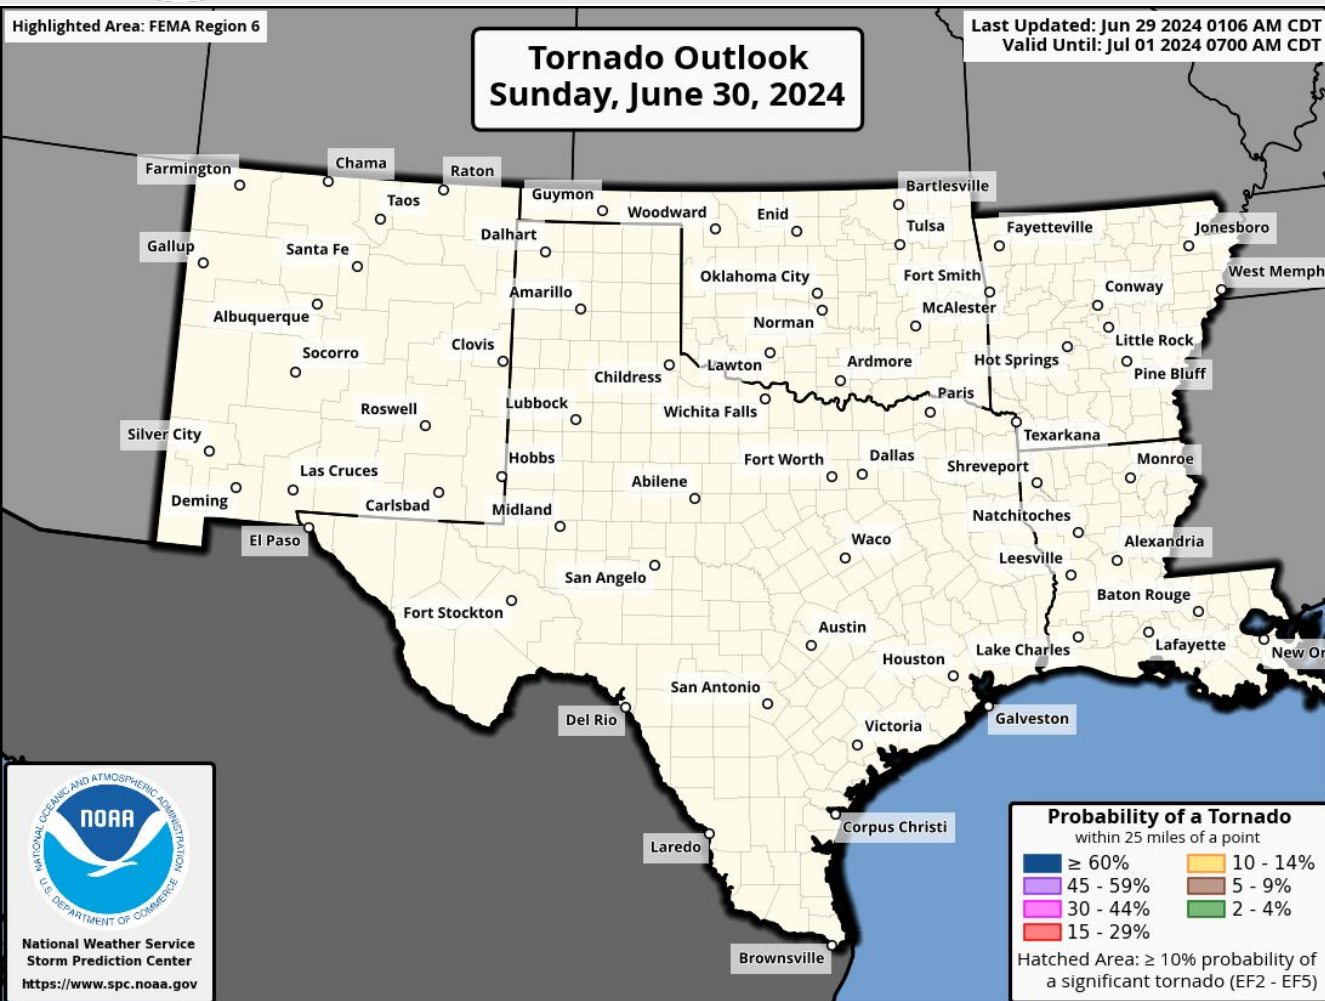 Highlighted Area: FEMA Region 6
Last Updated: Jun 29 2024 0106 AM CDT
Valid Until: Jul 01 2024 0700 AM CDT
Tornado Outlook
Sunday, June 30, 2024
Farmington
Chama
Raton
Taos
Guymon
Woodward
Enid
Bartlesville
Tulsa
Fayetteville
Jonesboro
Gallup
Santa Fe
Dalhart
Oklahoma City
Fort Smith
West Memph
Albuquerque
Amarillo
Norman
McAlester
Conway
Little Rock
Socorro
Clovis
Childress
Lawton
Ardmore
Hot Springs
Pine Bluff
Roswell
Lubbock
Wichita Falls
Paris
Texarkana
Silver City
Las Cruces
Hobbs
Abilene
Fort Worth
Dallas
Shreveport
Monroe
Deming
Carlsbad
Midland
Natchitoches
El Paso
Waco
Leesville
Alexandria
San Angelo
Fort Stockton
Baton Rouge
Austin
Houston
Lake Charles
Lafayette
New Or
San Antonio
Del Rio
Victoria
Galveston
Laredo
Corpus Christi
Brownsville
NATIONAL OCEANIC AND ATMOSPHERIC ADMINISTRATION
NOAA
U.S. DEPARTMENT OF COMMERCE
National Weather Service
Storm Prediction Center
https://www.spc.noaa.gov
Probability of a Tornado
within 25 miles of a point
≥ 60%
10 - 14%
45 - 59%
5 - 9%
30 - 44%
2 - 4%
15 - 29%
Hatched Area: ≥ 10% probability of
a significant tornado (EF2 - EF5)